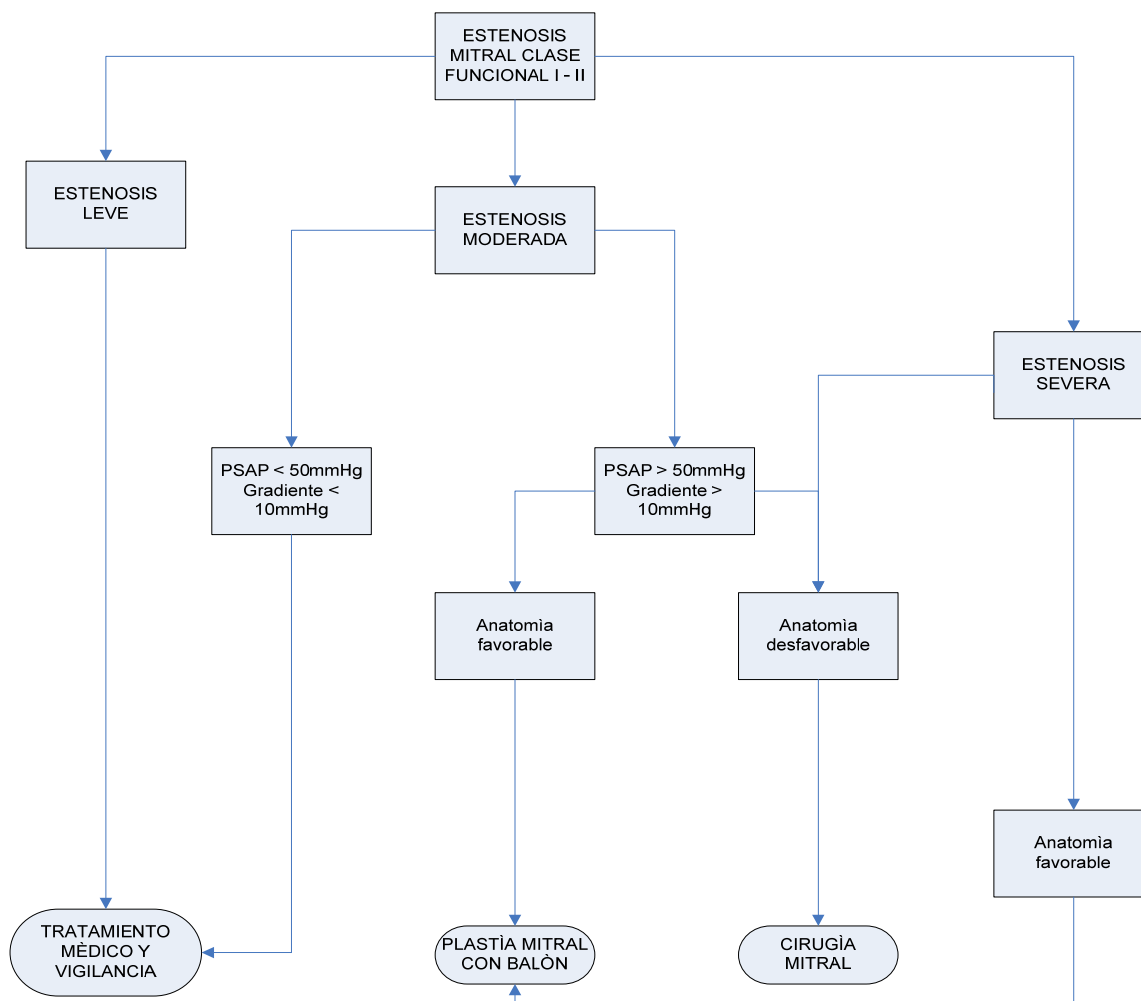 ESTENOSIS
MITRAL CLASE
FUNCIONAL I - II
ESTENOSIS
LEVE
ESTENOSIS
MODERADA
ESTENOSIS
SEVERA
PSAP < 50mmHg
Gradiente <
10mmHg
PSAP > 50mmHg
Gradiente >
10mmHg
Anatomìa
favorable
Anatomìa
desfavorable
Anatomìa
favorable
TRATAMIENTO
MÈDICO Y
VIGILANCIA
PLASTÌA MITRAL
CON BALÒN
CIRUGÌA
MITRAL